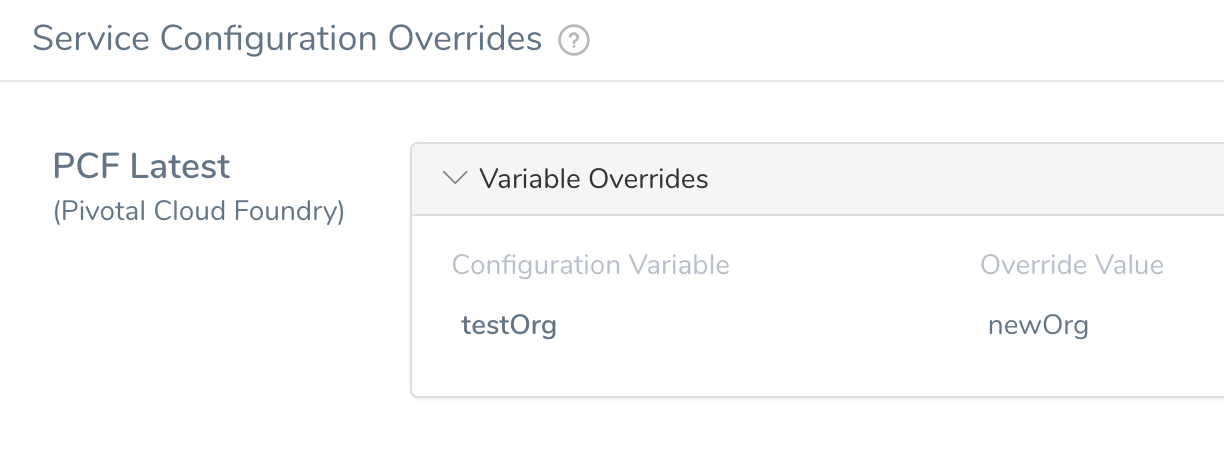 Service Configuration Overrides ?
PCF Latest
(Pivotal Cloud Foundry)
Variable Overrides
Configuration Variable Override Value
testOrg newOrg